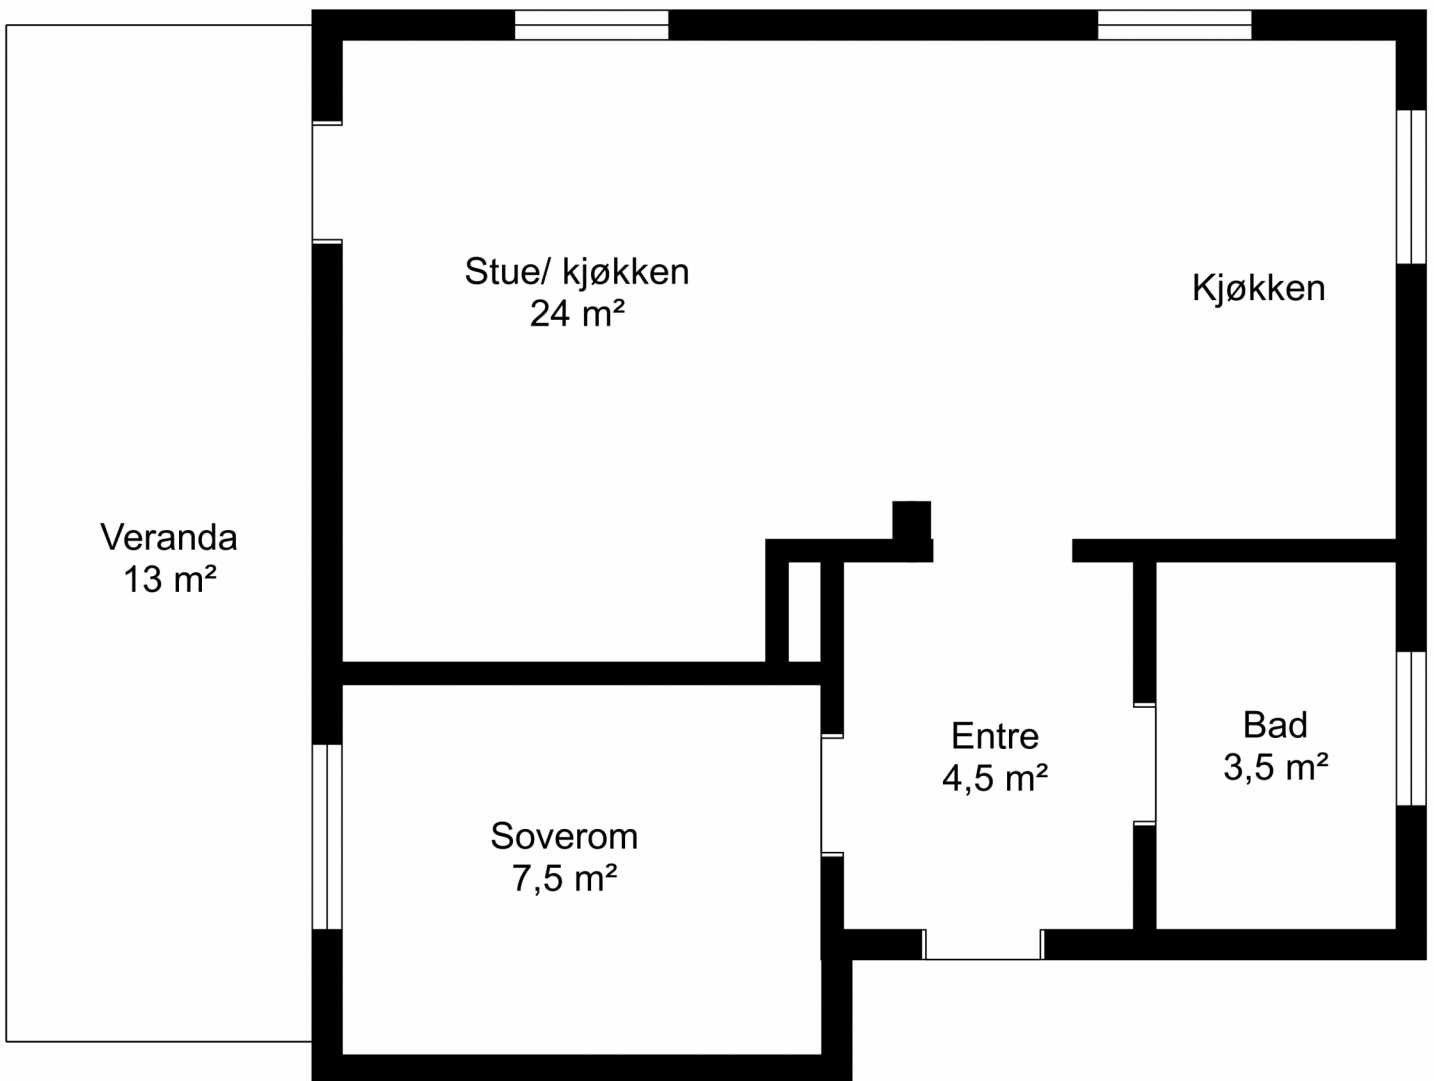 Stue/ kjøkken
24 m²
Kjøkken
Veranda
13 m²
Entre
4,5 m²
Bad
3,5 m²
Soverom
7,5 m²